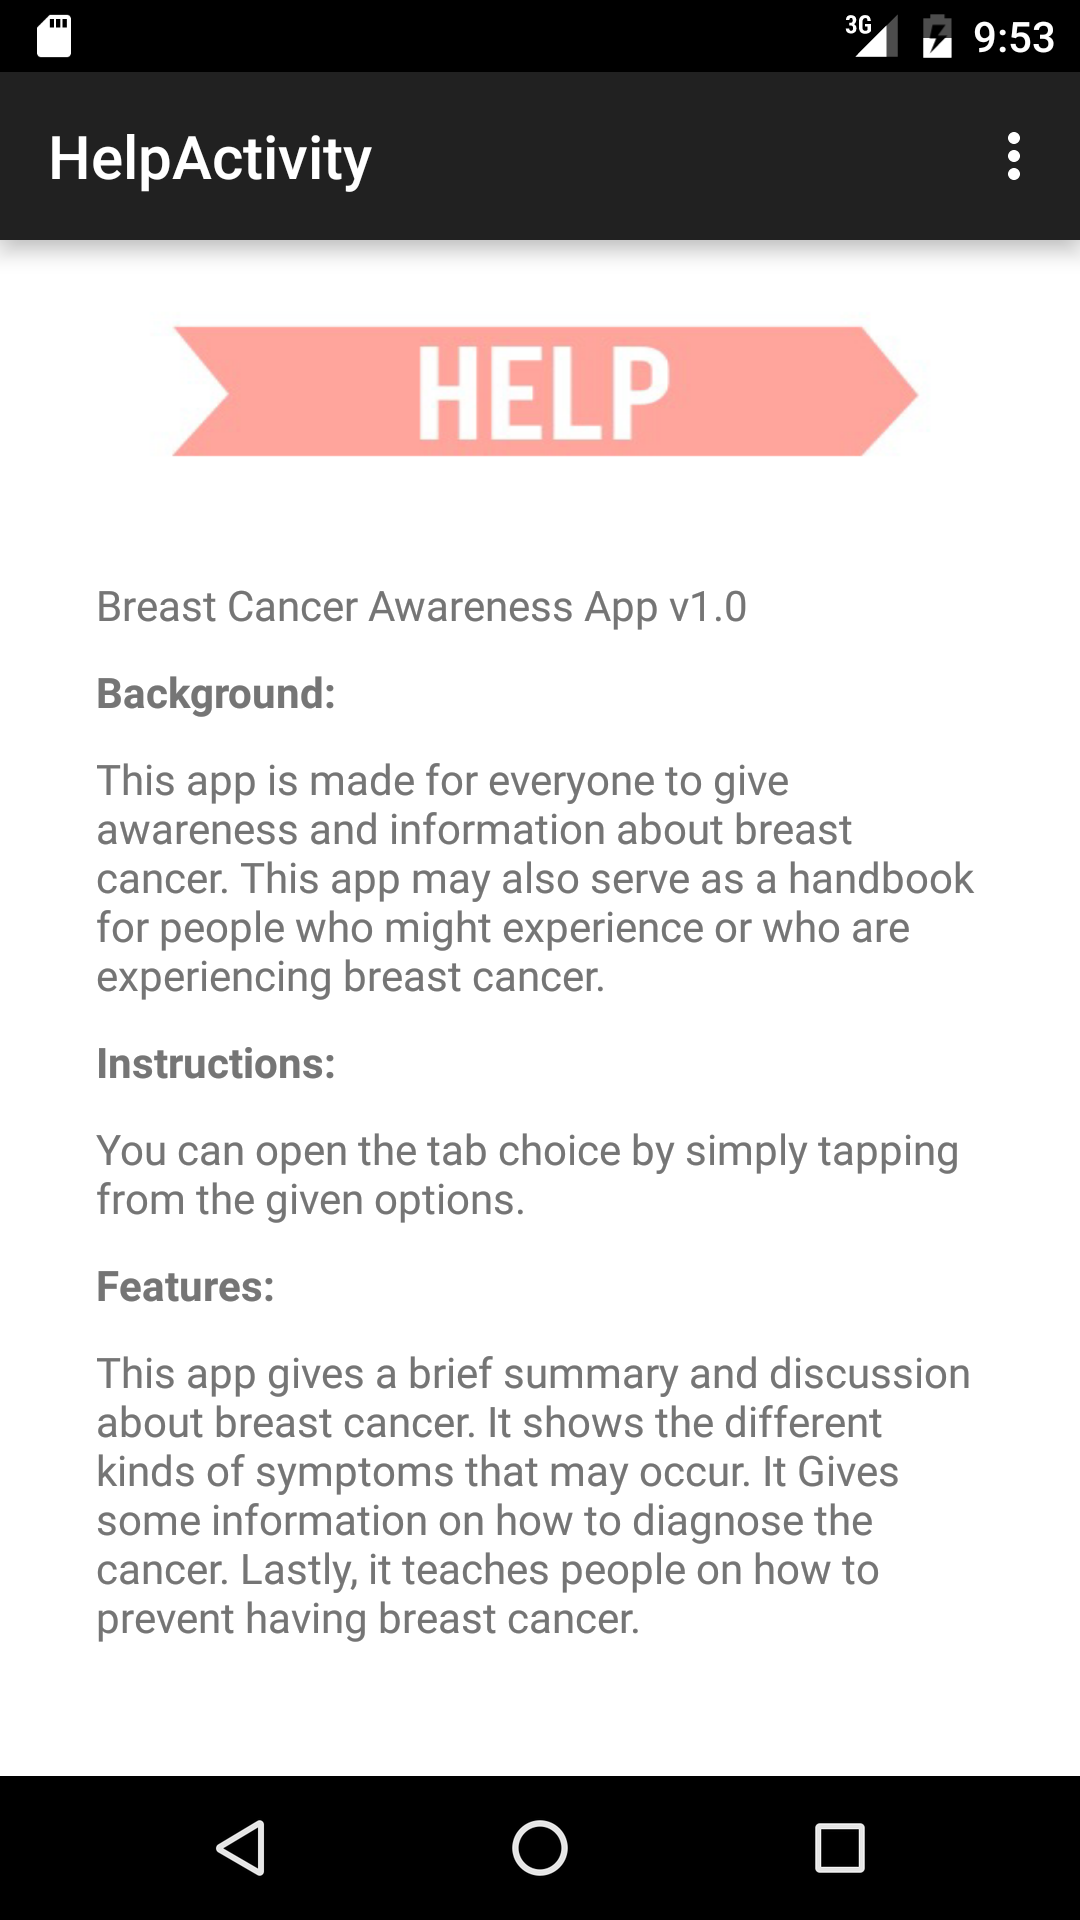 3G 9:53
HelpActivity
HELP
Breast Cancer Awareness App v1.0
Background:
This app is made for everyone to give
awareness and information about breast
cancer. This app may also serve as a handbook
for people who might experience or who are
experiencing breast cancer.
Instructions:
You can open the tab choice by simply tapping
from the given options.
Features:
This app gives a brief summary and discussion
about breast cancer. It shows the different
kinds of symptoms that may occur. It Gives
some information on how to diagnose the
cancer. Lastly, it teaches people on how to
prevent having breast cancer.